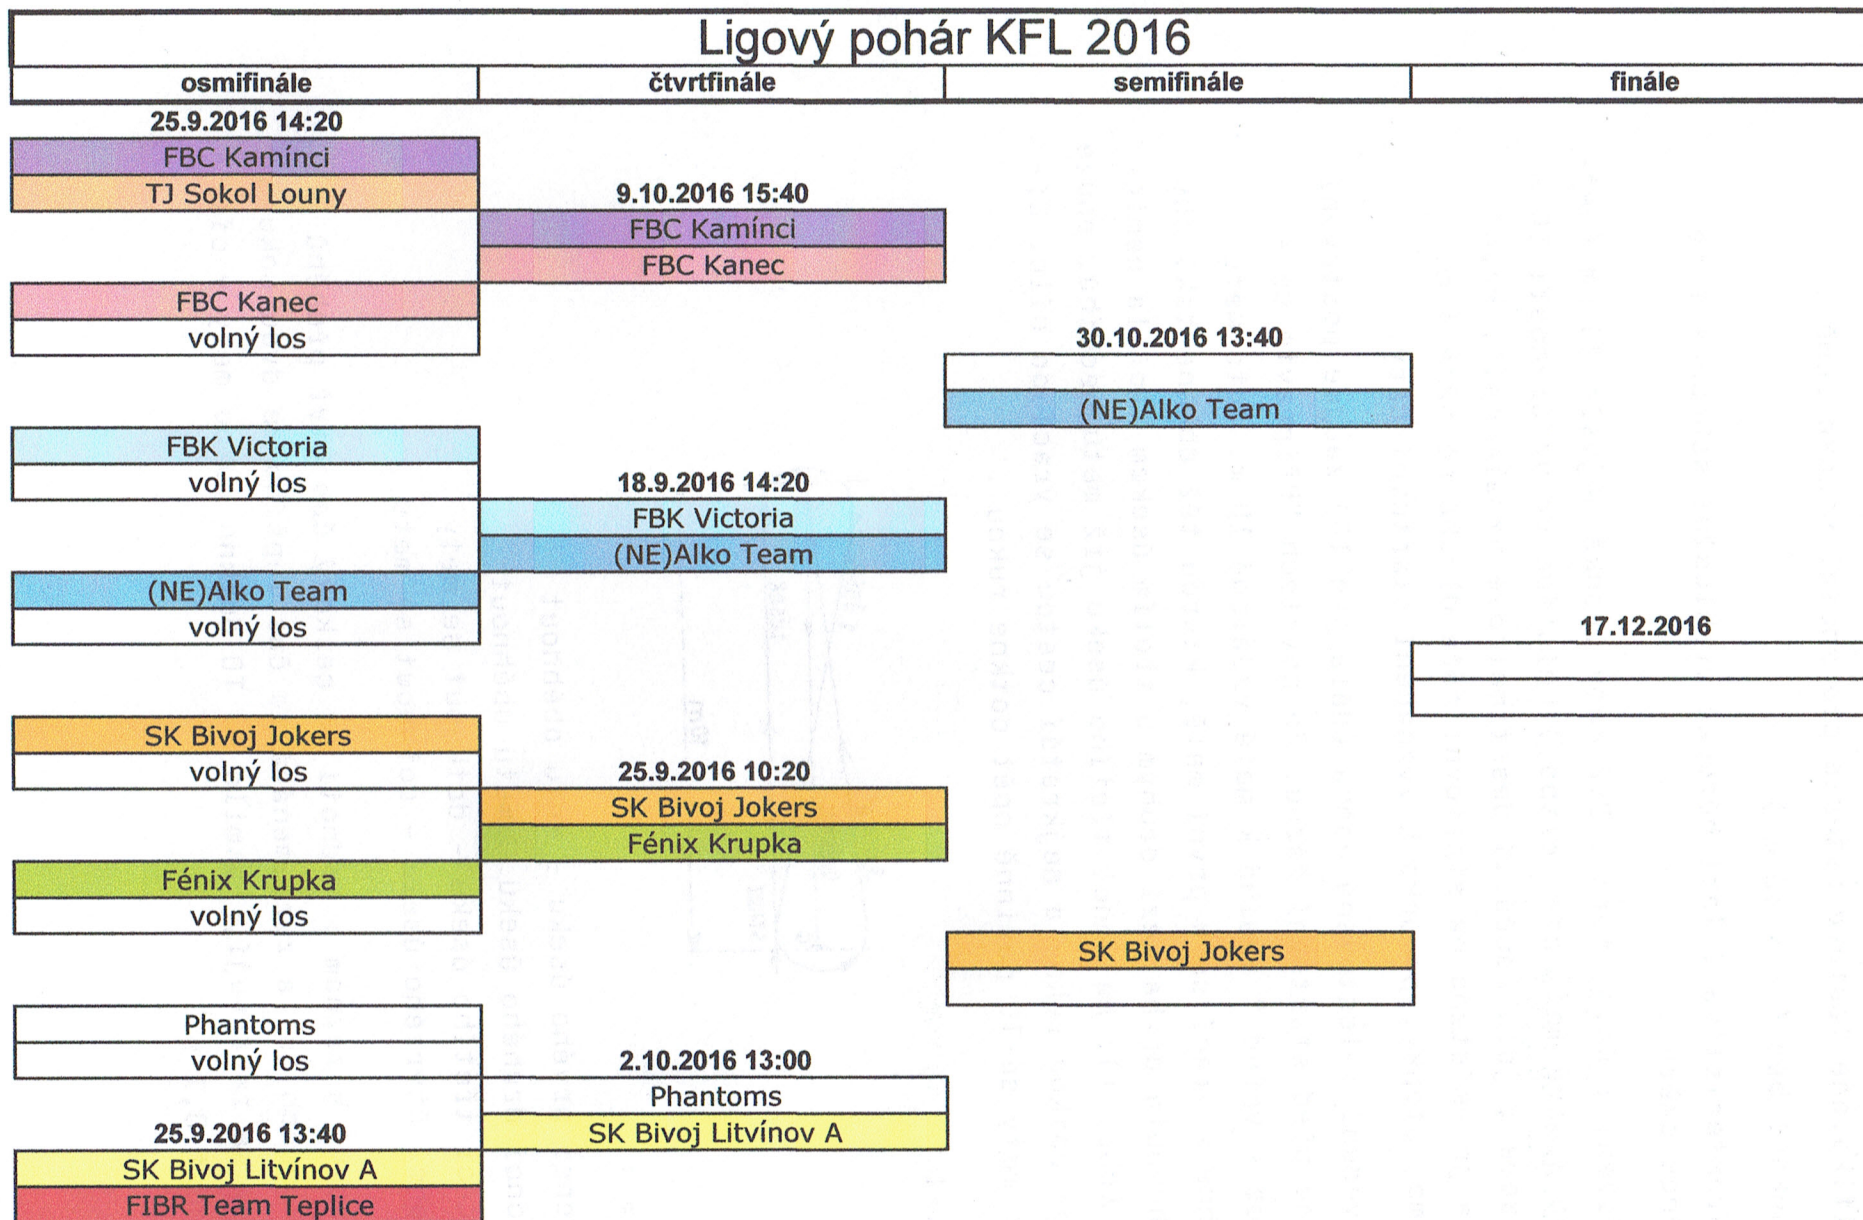 Ligový pohár KFL 2016
osmifinále čtvrtfinále semifinále finále
25.9.2016 14:20
FBC Kamínci
TJ Sokol Louny
9.10.2016 15:40
FBC Kamínci
FBC Kanec
FBC Kanec
volný los
30.10.2016 13:40
(NE)Alko Team
FBK Victoria
volný los
18.9.2016 14:20
FBK Victoria
(NE)Alko Team
(NE)Alko Team
volný los
17.12.2016
SK Bivoj Jokers
volný los
25.9.2016 10:20
SK Bivoj Jokers
Fénix Krupka
Fénix Krupka
volný los
SK Bivoj Jokers
Phantoms
volný los
2.10.2016 13:00
Phantoms
SK Bivoj Litvínov A
25.9.2016 13:40
SK Bivoj Litvínov A
FIBR Team Teplice